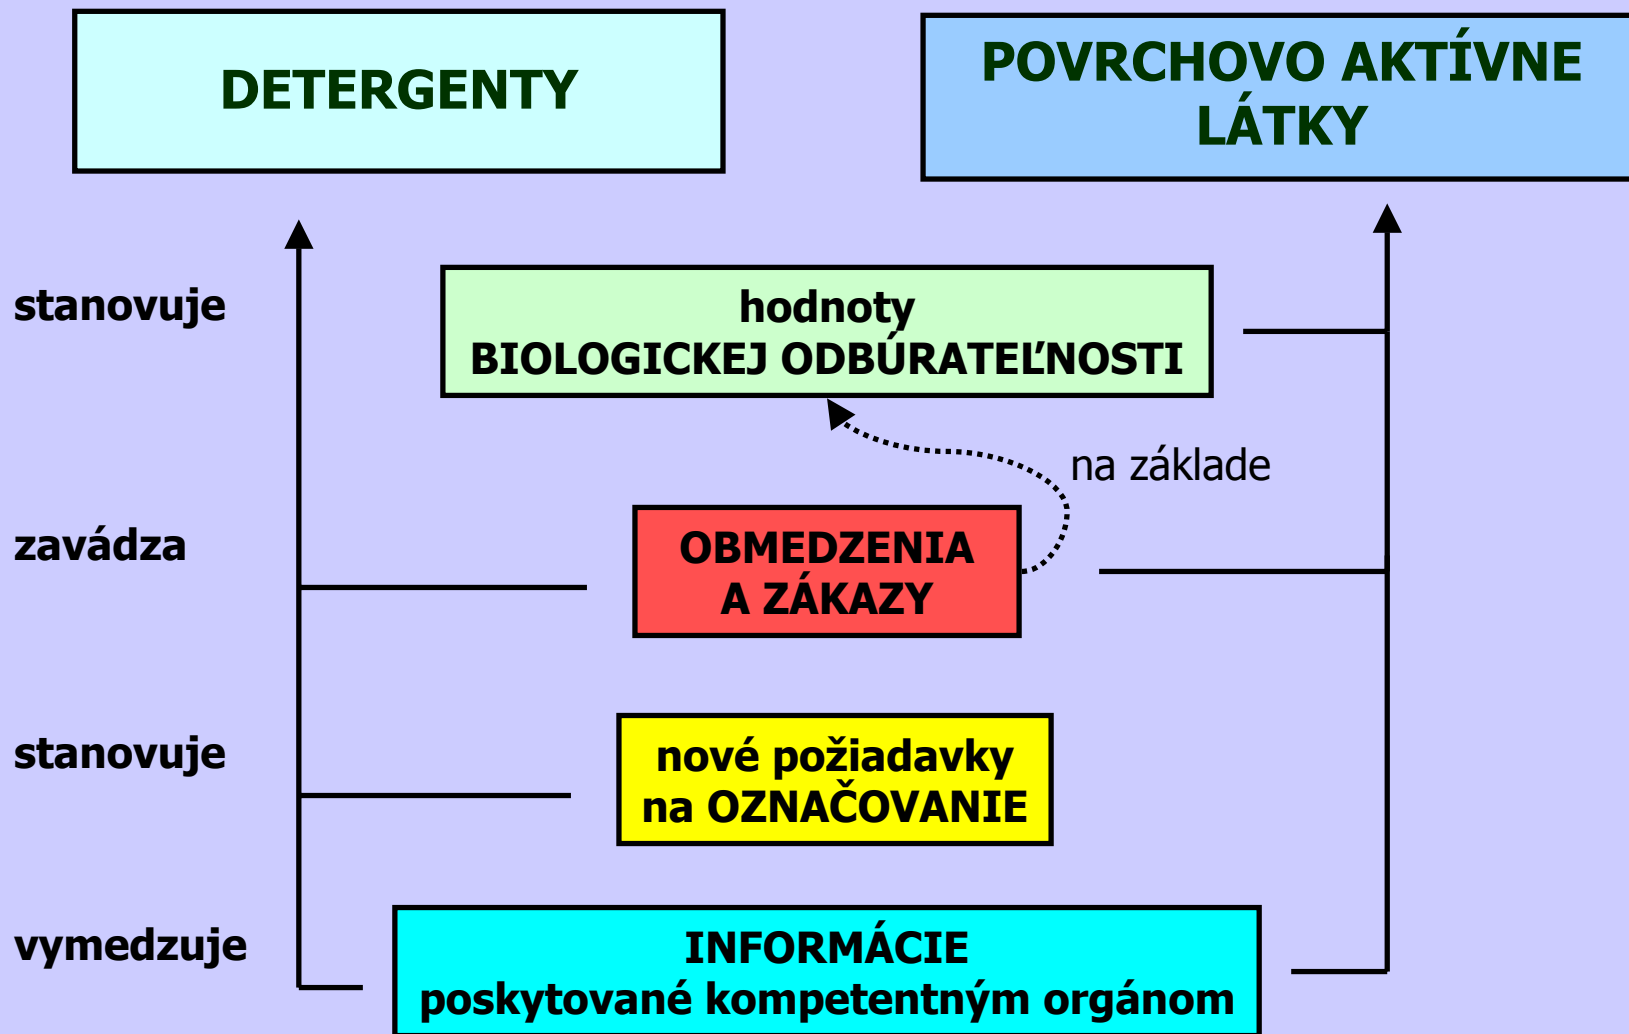 DETERGENTY
POVRCHOVO AKTÍVNE
LÁTKY
stanovuje
hodnoty
BIOLOGICKEJ ODBÚRATEĽNOSTI
na základe
zavádza
OBMEDZENIA
A ZÁKAZY
stanovuje
nové požiadavky
na OZNAČOVANIE
vymedzuje
INFORMÁCIE
poskytované kompetentným orgánom